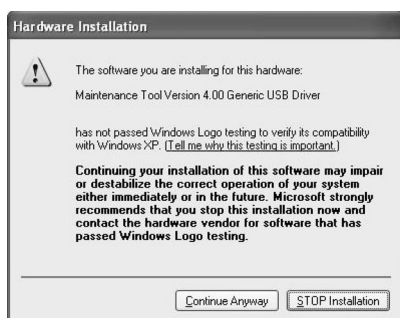 Hardware Installation
The software you are installing for this hardware:
Maintenance Tool Version 4.00 Generic USB Driver
has not passed Windows Logo testing to verify its compatibility
with Windows XP. (Tell me why this testing is important.)
Continuing your installation of this software may impair
or destabilize the correct operation of your system
either immediately or in the future. Microsoft strongly
recommends that you stop this installation now and
contact the hardware vendor for software that has
passed Windows Logo testing.
Continue Anyway
STOP Installation